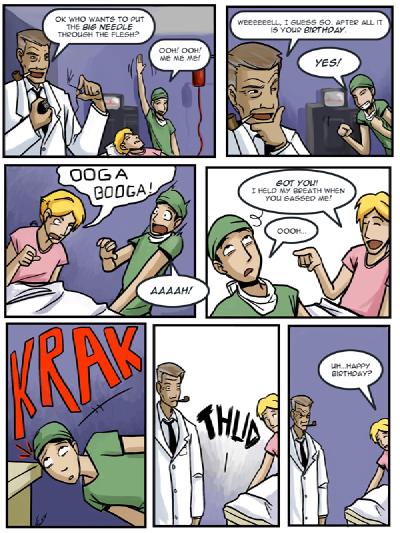 OK WHO WANTS TO PUT
THE BIG NEEDLE
THROUGH THE FLESH?
OOH! OOH!
ME ME ME!
WEEEEEELL, I GUESS SO. AFTER ALL IT
IS YOUR BIRTHDAY.
YES!
OOGA
BOOGA!
AAAAH!
GOT YOU!
I HELD MY BREATH WHEN
YOU GASSED ME!
OOOH...
KRAK
THUD
UH...HAPPY
BIRTHDAY?